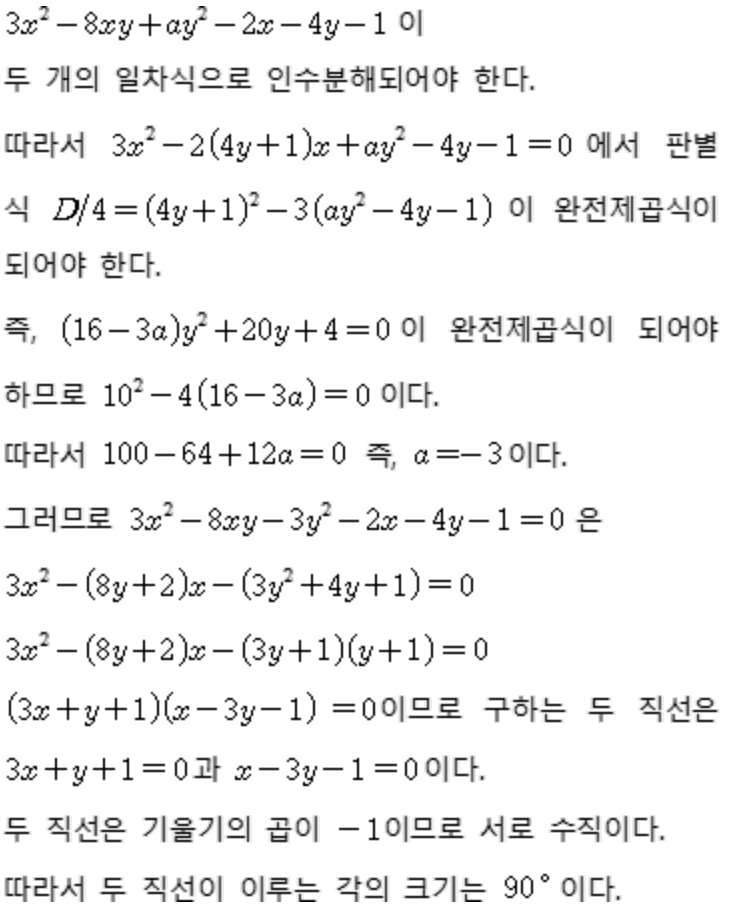 3x² − 8xy + ay² − 2x − 4y − 1 이
두 개의 일차식으로 인수분해되어야 한다.
따라서 3x² − 2(4y+1)x + ay² − 4y − 1 = 0 에서 판별
식 D/4 = (4y+1)² − 3(ay² − 4y − 1) 이 완전제곱식이
되어야 한다.
즉, (16 − 3a)y² + 20y + 4 = 0 이 완전제곱식이 되어야
하므로 10² − 4(16 − 3a) = 0 이다.
따라서 100 − 64 + 12a = 0 즉, a = − 3 이다.
그러므로 3x² − 8xy − 3y² − 2x − 4y − 1 = 0 은
3x² − (8y+2)x − (3y² + 4y + 1) = 0
3x² − (8y+2)x − (3y+1)(y+1) = 0
(3x + y + 1)(x − 3y − 1) = 0이므로 구하는 두 직선은
3x + y + 1 = 0과 x − 3y − 1 = 0 이다.
두 직선은 기울기의 곱이 − 1이므로 서로 수직이다.
따라서 두 직선이 이루는 각의 크기는 90° 이다.